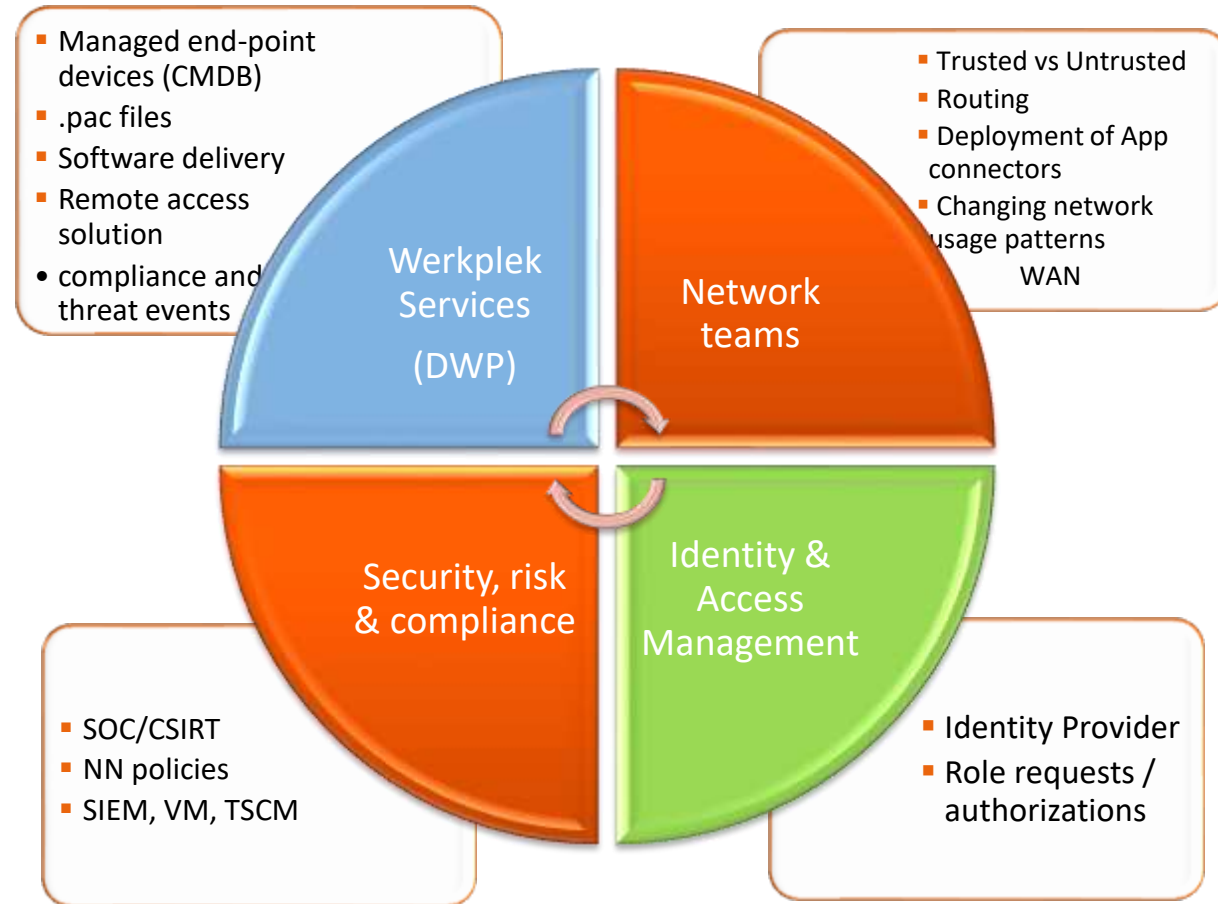 ▪ Managed end-point
devices (CMDB)
▪ .pac files
▪ Software delivery
▪ Remote access
solution
• compliance and
threat events
▪ Trusted vs Untrusted
▪ Routing
▪ Deployment of App
connectors
▪ Changing network
usage patterns
WAN
Werkplek
Services
(DWP)
Network
teams
Security, risk
& compliance
Identity &
Access
Management
▪ SOC/CSIRT
▪ NN policies
▪ SIEM, VM, TSCM
▪ Identity Provider
▪ Role requests /
authorizations